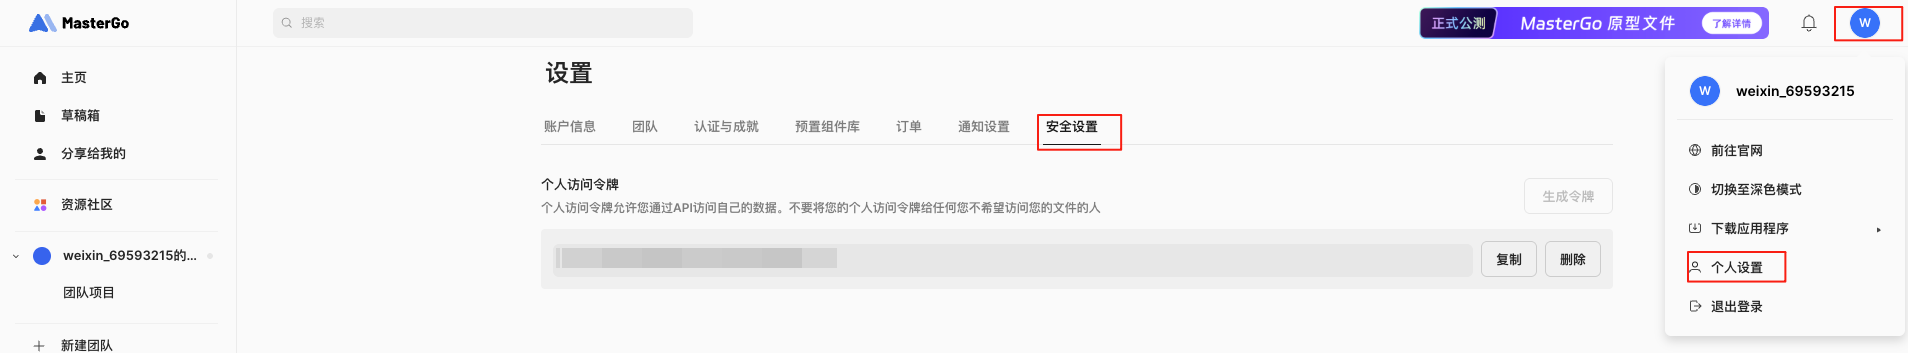 MasterGo
搜索
正式公测
MasterGo 原型文件
了解详情
W
主页
草稿箱
分享给我的
资源社区
weixin_69593215的...
团队项目
新建团队
设置
账户信息
团队
认证与成就
预置组件库
订单
通知设置
安全设置
个人访问令牌
个人访问令牌允许您通过API访问自己的数据。不要将您的个人访问令牌给任何您不希望访问您的文件的人
生成令牌
复制
删除
W
weixin_69593215
前往官网
切换至深色模式
下载应用程序
个人设置
退出登录